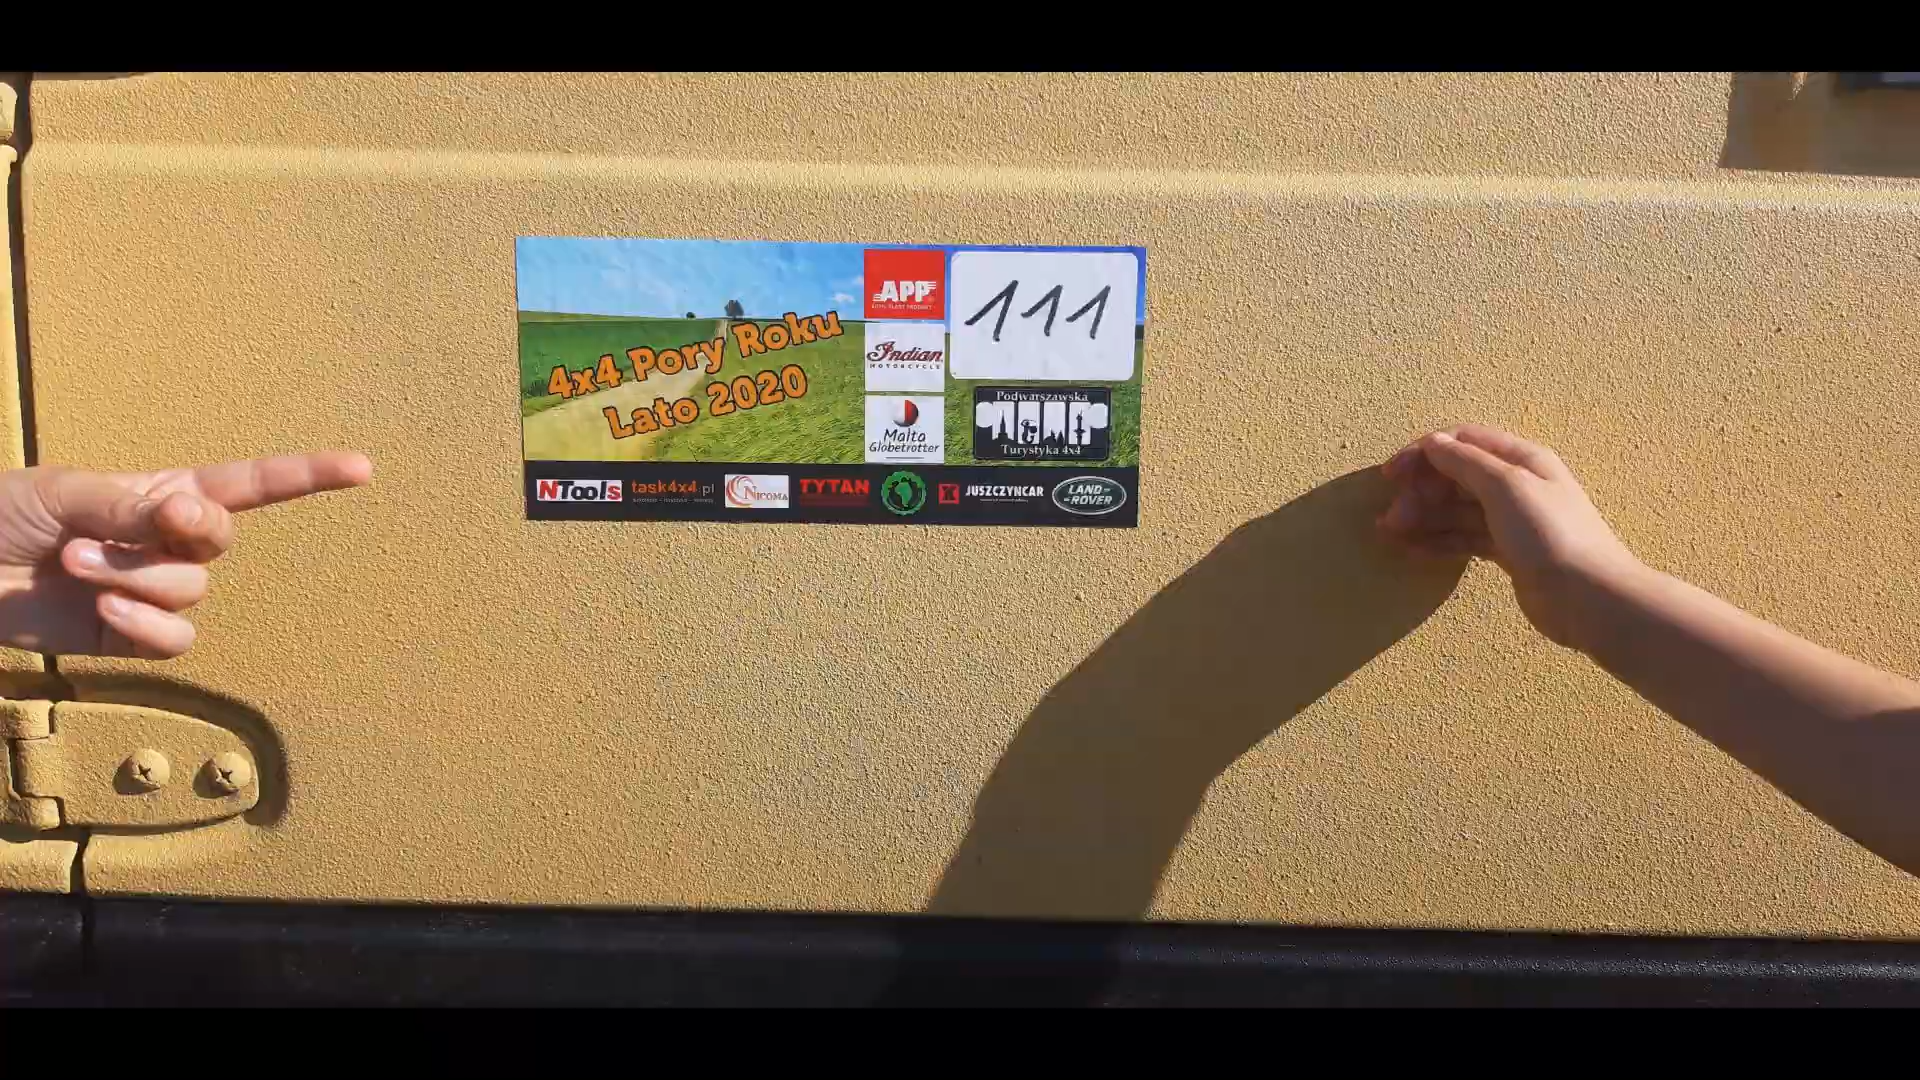 4x4 Pory Roku
Lato 2020
APP
Indian
MOTORCYCLE
Malta
Globetrotter
111
Podwarszawska
Turystyka 4x4
NTools
task4x4.pl
NICOMA
TYTAN
JUSZCZYNCAR
LAND-
-ROVER